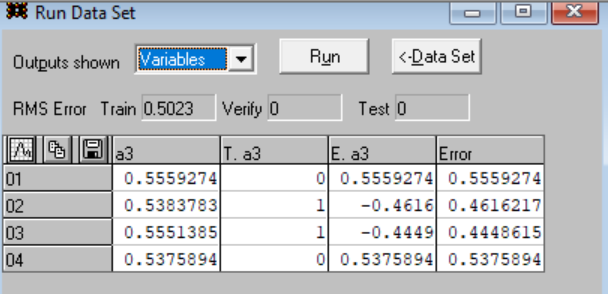 Run Data Set
Outputs shown Variables Run <-Data Set
RMS Error Train 0.5023 Verify 0 Test 0
a3 T. a3 E. a3 Error
01 0.5559274 0 0.5559274 0.5559274
02 0.5383783 1 -0.4616 0.4616217
03 0.5551385 1 -0.4449 0.4448615
04 0.5375894 0 0.5375894 0.5375894